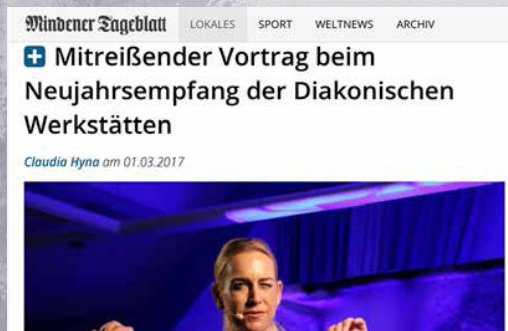 Mindener Tageblatt LOKALES SPORT WELTNEWS ARCHIV
Mitreißender Vortrag beim
Neujahrsempfang der Diakonischen
Werkstätten
Claudia Hyna am 01.03.2017